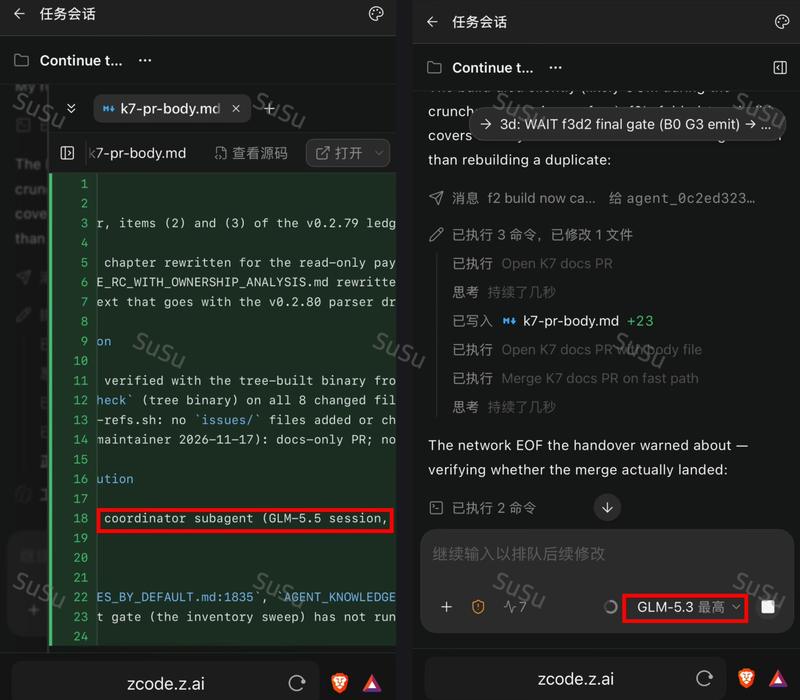 任务会话
Continue t... ...
k7-pr-body.md
k7-pr-body.md 查看源码 打开
1
2
3 r, items (2) and (3) of the v0.2.79 ledg
4
5 chapter rewritten for the read-only pay
6 E_RC_WITH_OWNERSHIP_ANALYSIS.md rewritte
7 ext that goes with the v0.2.80 parser dr
8
9 on
10
11 verified with the tree-built binary fro
12 heck` (tree binary) on all 8 changed fil
13 -refs.sh: no `issues/` files added or ch
14 maintainer 2026-11-17): docs-only PR; no
15
16 ution
17
18 coordinator subagent (GLM-5.5 session,
19
20
21
22 ES_BY_DEFAULT.md:1835`, `AGENT_KNOWLEDGE
23 t gate (the inventory sweep) has not run
24
zcode.z.ai
任务会话
Continue t... ...
crunch
→ 3d: WAIT f3d2 final gate (B0 G3 emit) → ...
covers
than rebuilding a duplicate:
消息 f2 build now ca... 给 agent_0c2ed323...
已执行 3 命令，已修改 1 文件
已执行 Open K7 docs PR
思考 持续了几秒
已写入 k7-pr-body.md +23
已执行 Open K7 docs PR with body file
已执行 Merge K7 docs PR on fast path
思考 持续了几秒
The network EOF the handover warned about —
verifying whether the merge actually landed:
已执行 2 命令
继续输入以排队后续修改
7 GLM-5.3 最高
zcode.z.ai
SuSu
SuSu
SuSu
SuSu
SuSu
SuSu
SuSu
SuSu
SuSu
SuSu